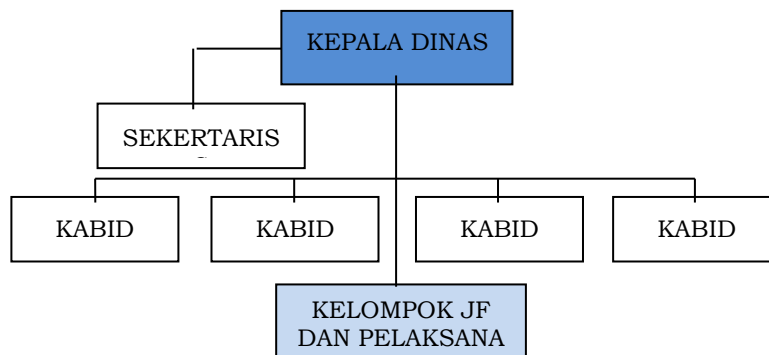 KEPALA DINAS
SEKERTARIS
KABID
KABID
KABID
KABID
KELOMPOK JF
DAN PELAKSANA